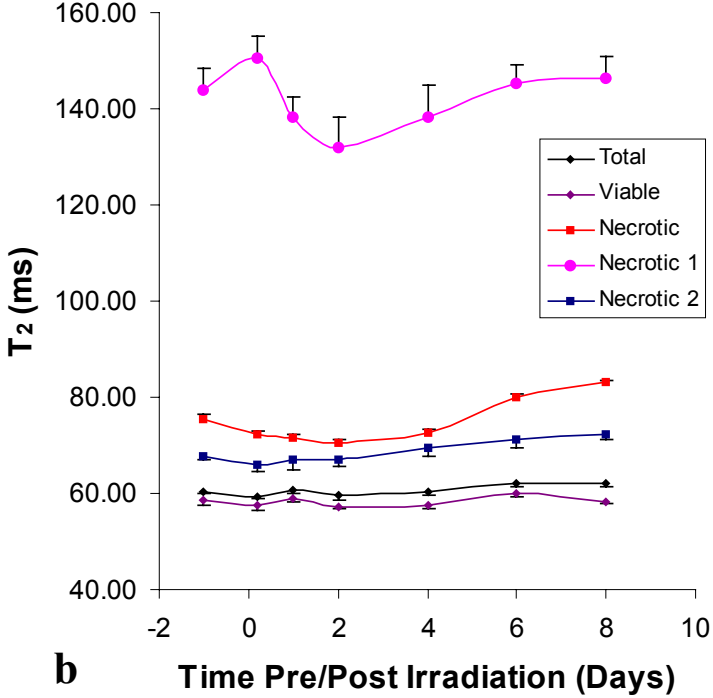 160.00
140.00
120.00
100.00
80.00
60.00
40.00
T2 (ms)
Total
Viable
Necrotic
Necrotic 1
Necrotic 2
-2 0 2 4 6 8 10
b Time Pre/Post Irradiation (Days)